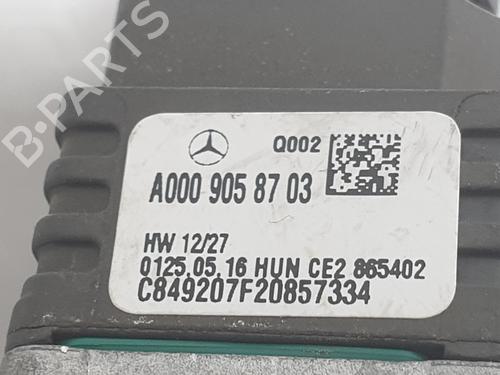 B-PARTS
Q002
A000 905 87 03
HW 12/27
0125.05.16 HUN CE2 865402
C849207F20857334